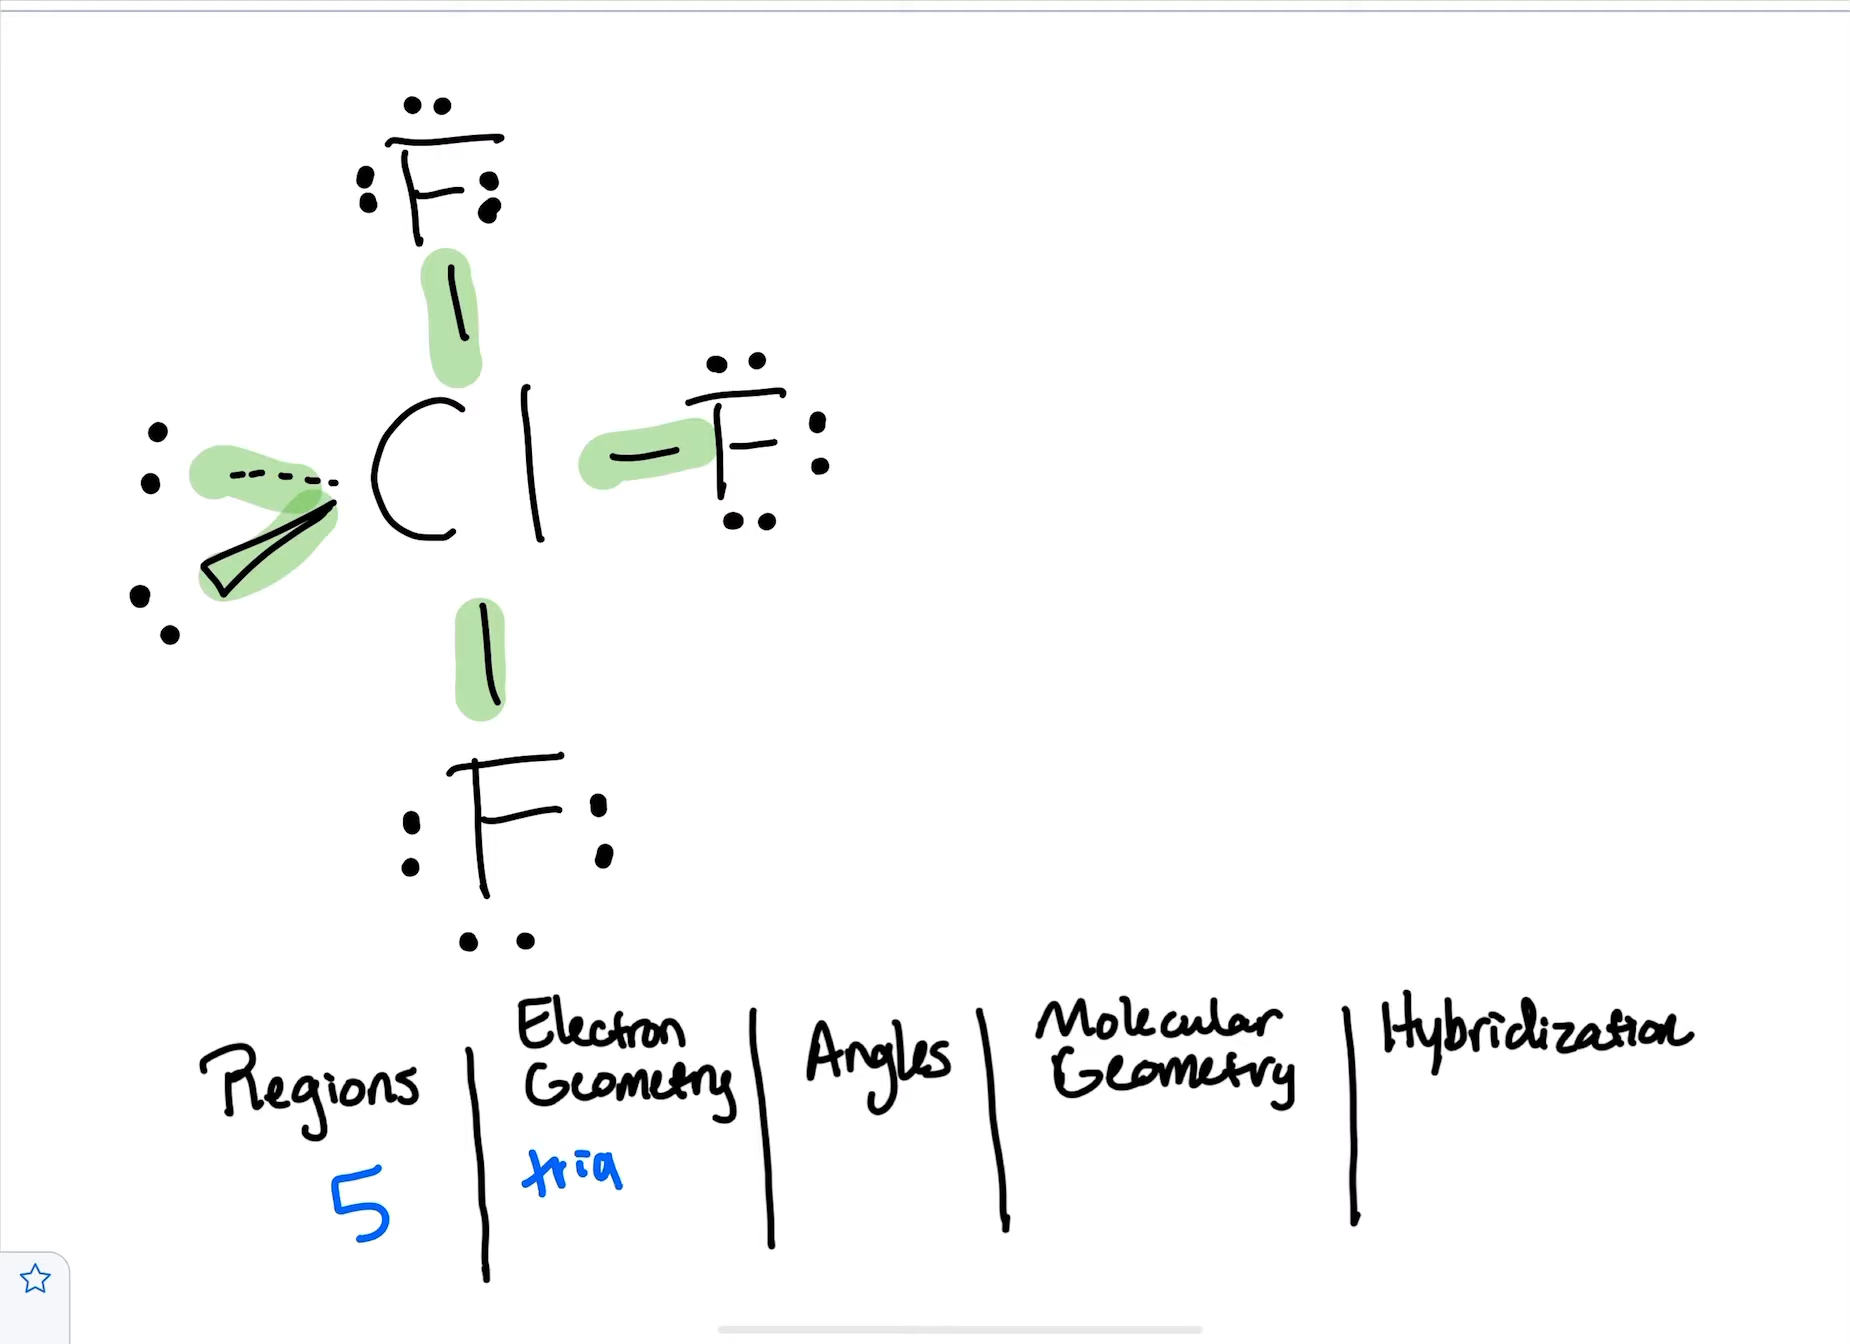 F
Cl
F
F
Regions
Electron
Geometry
Angles
Molecular
Geometry
Hybridization
5
tria